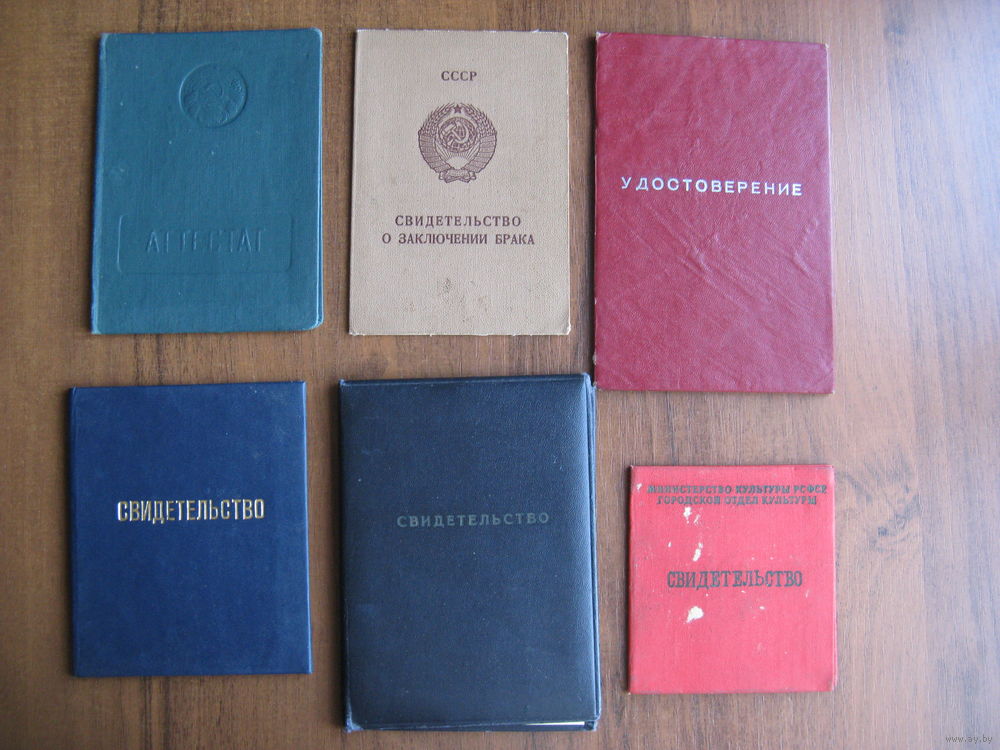 АТТЕСТАТ
СССР
СВИДЕТЕЛЬСТВО
О ЗАКЛЮЧЕНИИ БРАКА
УДОСТОВЕРЕНИЕ
СВИДЕТЕЛЬСТВО
СВИДЕТЕЛЬСТВО
МИНИСТЕРСТВО КУЛЬТУРЫ РСФСР
ГОРОДСКОЙ ОТДЕЛ КУЛЬТУРЫ
СВИДЕТЕЛЬСТВО
www.ay.by